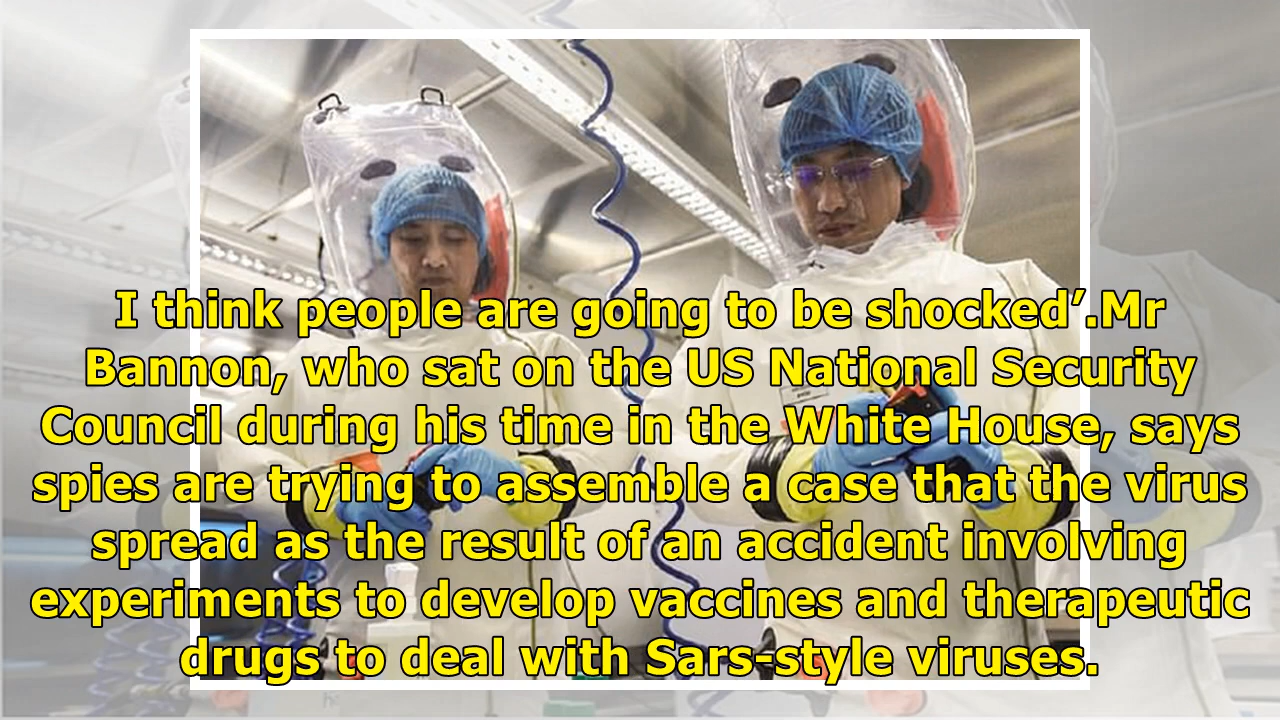 I think people are going to be shocked’.Mr
Bannon, who sat on the US National Security
Council during his time in the White House, says
spies are trying to assemble a case that the virus
spread as the result of an accident involving
experiments to develop vaccines and therapeutic
drugs to deal with Sars-style viruses.